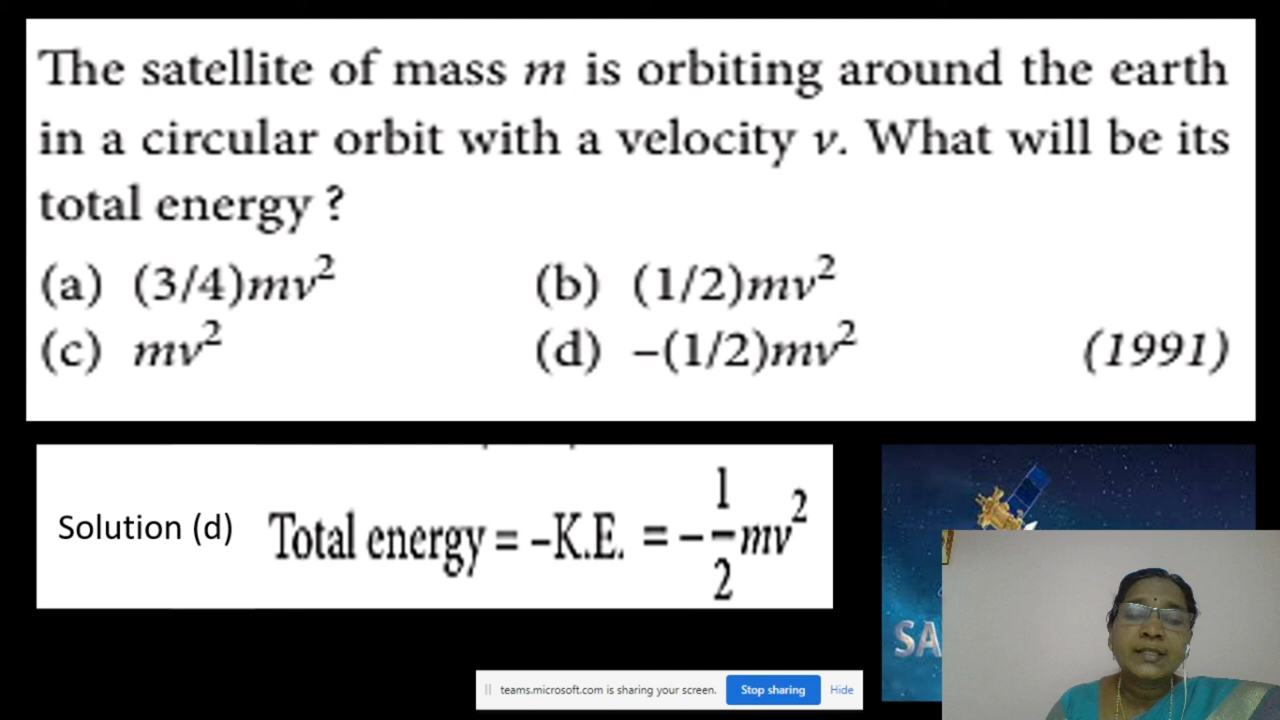 The satellite of mass m is orbiting around the earth
in a circular orbit with a velocity v. What will be its
total energy ?
(a) (3/4)mv² (b) (1/2)mv²
(c) mv² (d) –(1/2)mv² (1991)
Solution (d) Total energy = –K.E. = –1/2 mv²
SA
teams.microsoft.com is sharing your screen. Stop sharing Hide